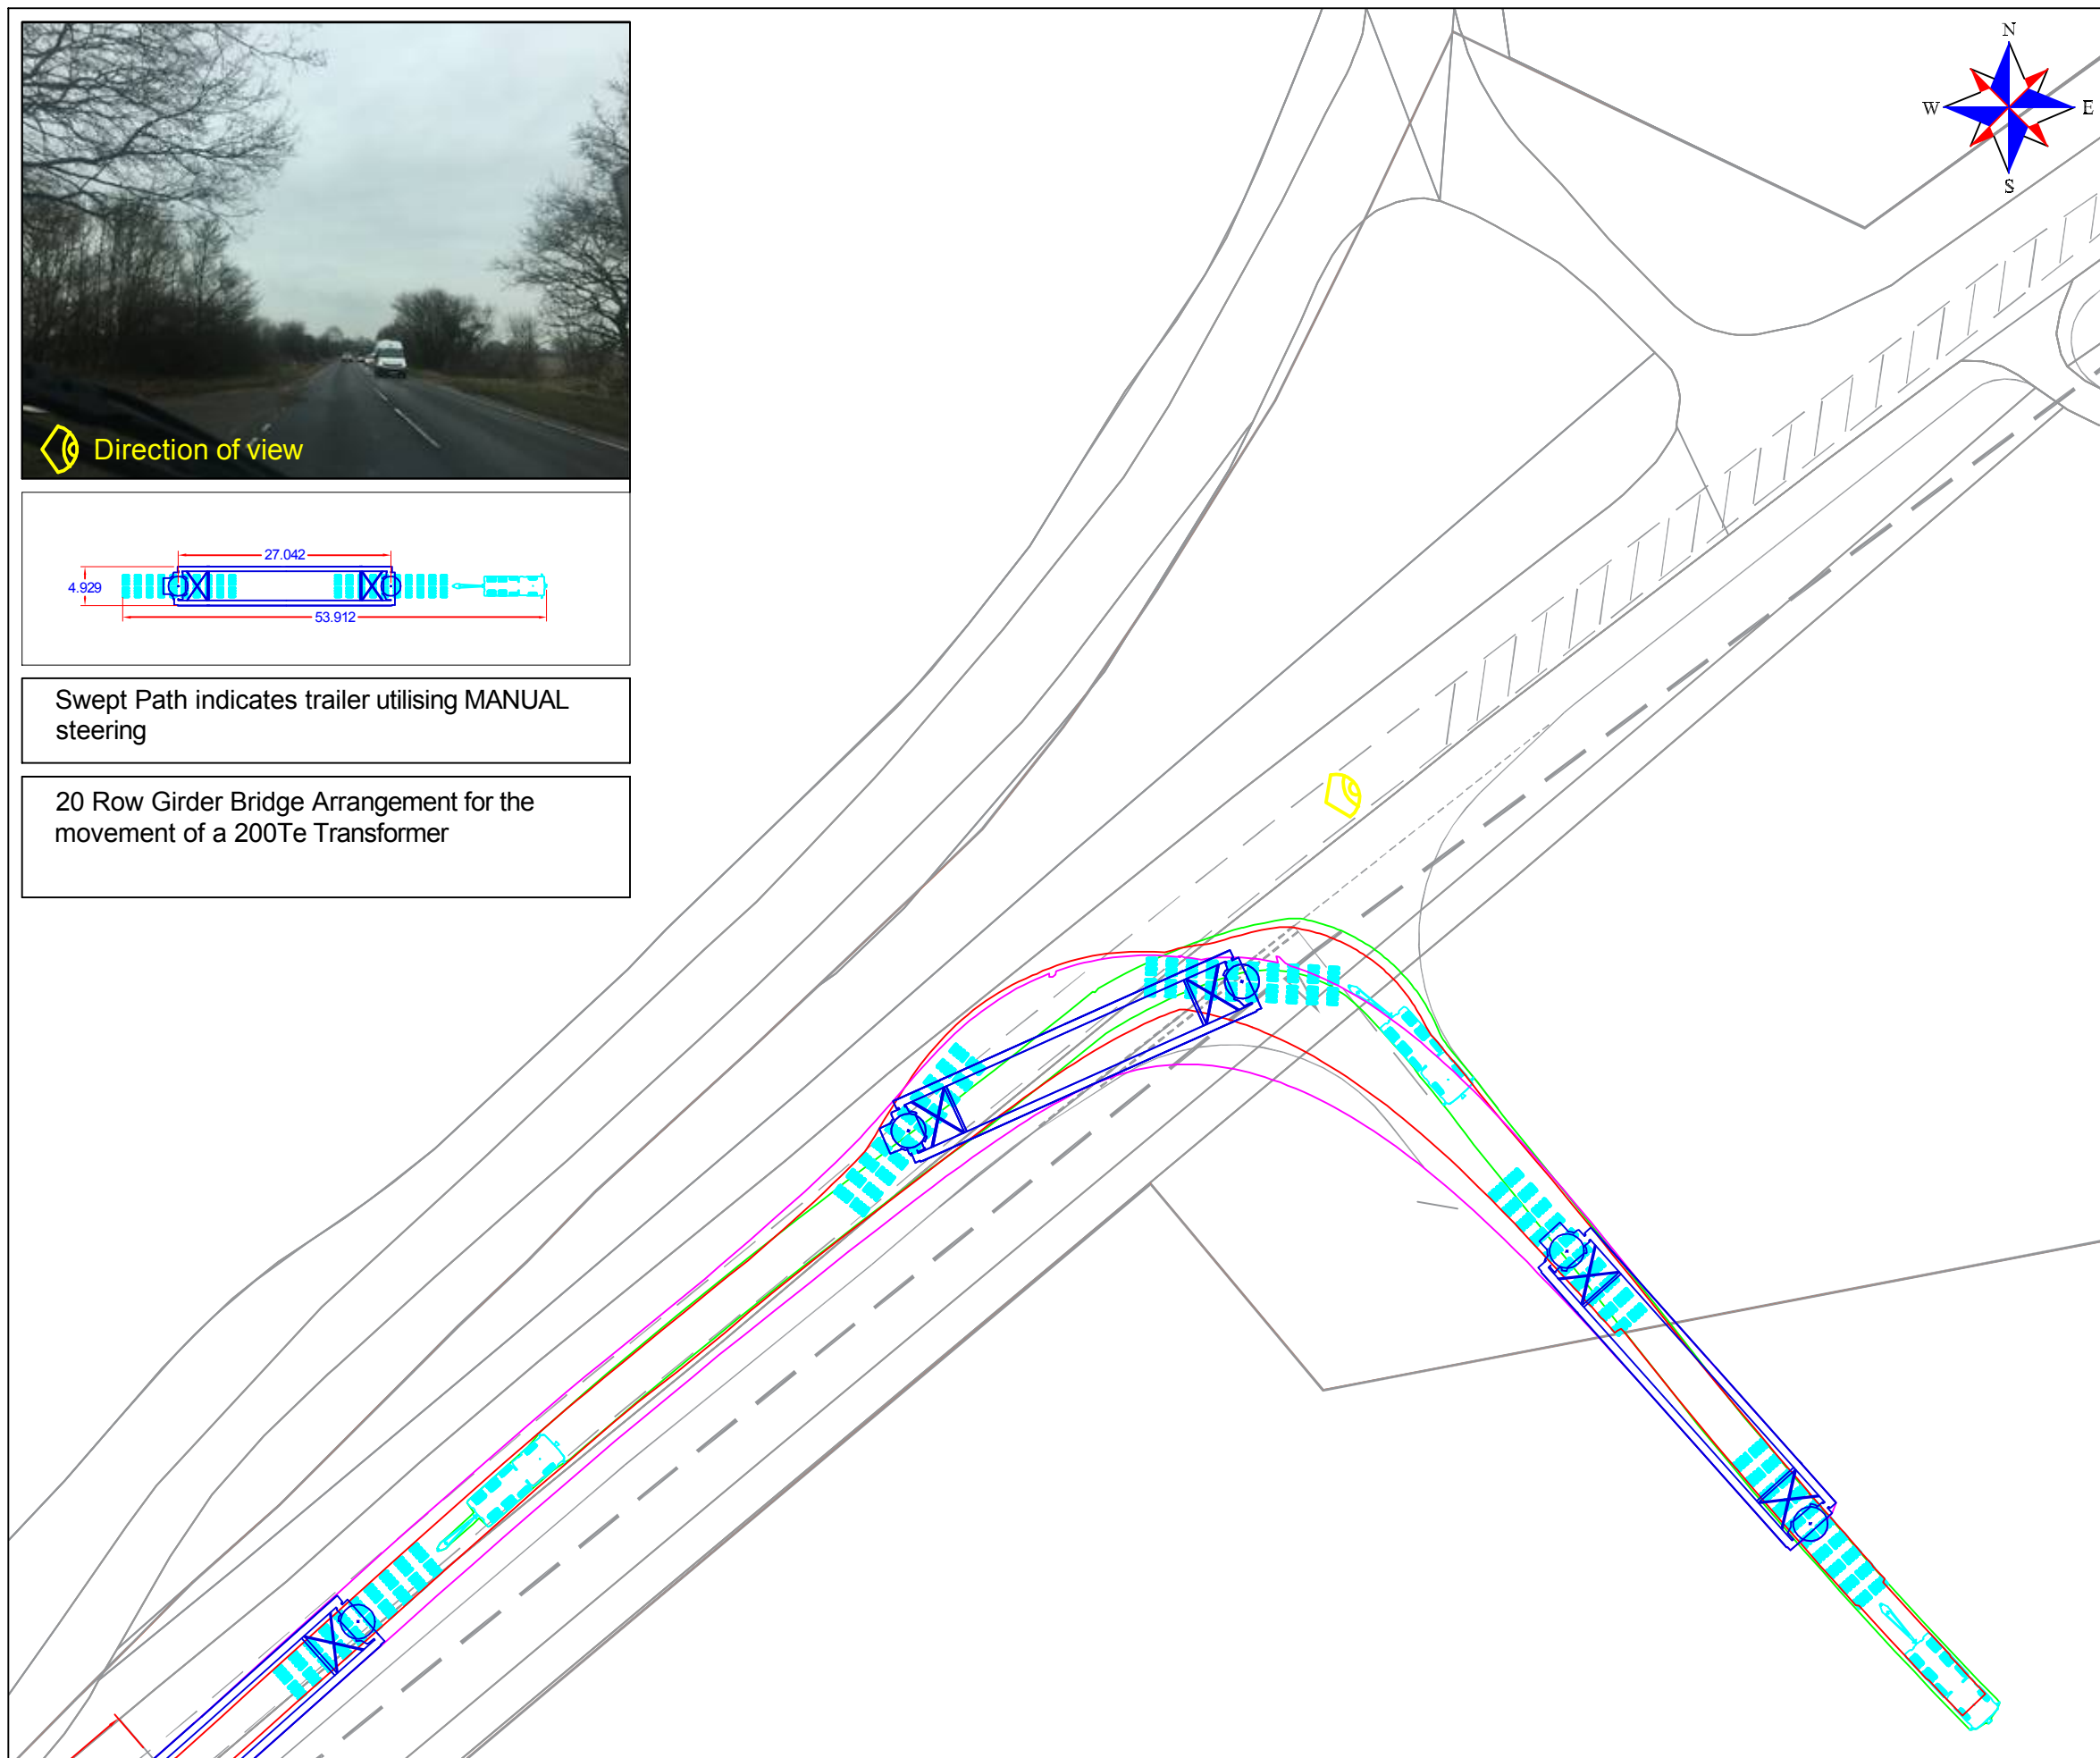 N
W E
S
Direction of view
27.042
4.929
53.912
Swept Path indicates trailer utilising MANUAL
steering
20 Row Girder Bridge Arrangement for the
movement of a 200Te Transformer